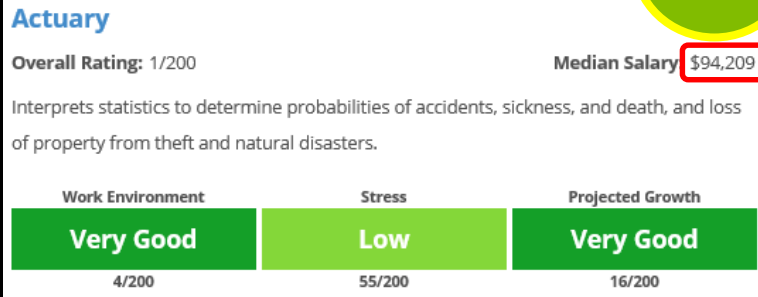 Actuary
Overall Rating: 1/200 Median Salary: $94,209
Interprets statistics to determine probabilities of accidents, sickness, and death, and loss
of property from theft and natural disasters.
Work Environment Stress Projected Growth
Very Good Low Very Good
4/200 55/200 16/200